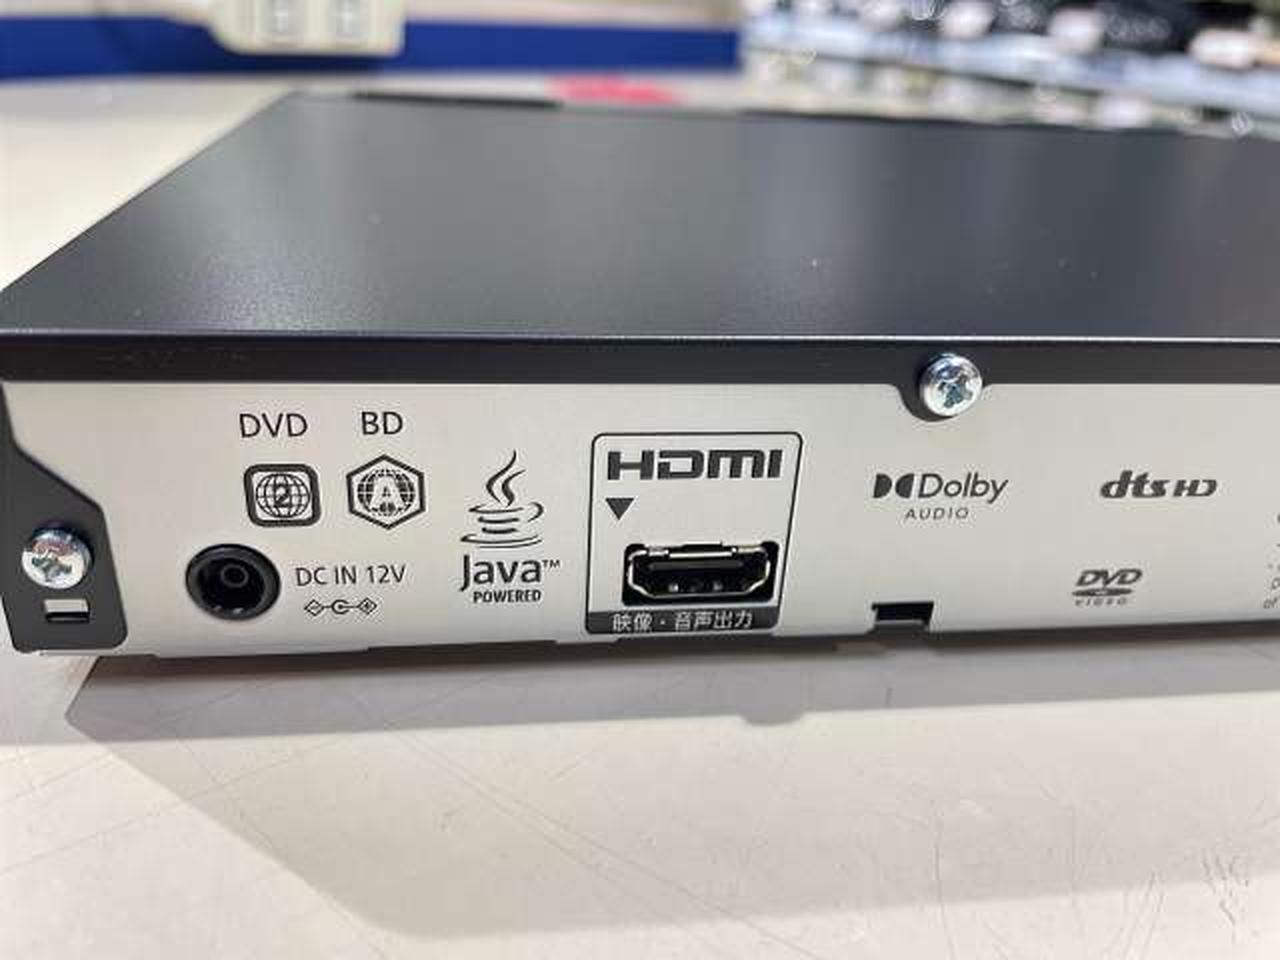 DVD BD
2 A
DC IN 12V
Java™
POWERED
HDMI
映像・音声出力
Dolby
AUDIO
dts HD
DVD
VIDEO